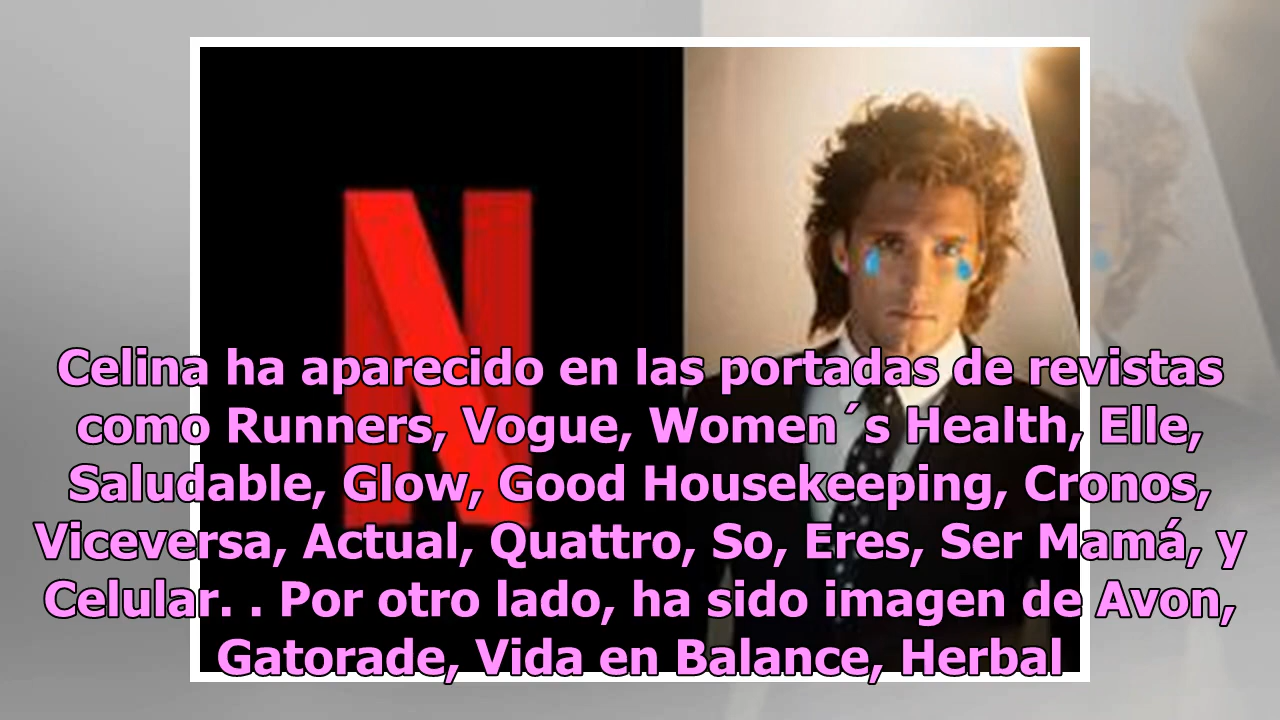 Celina ha aparecido en las portadas de revistas
como Runners, Vogue, Women´s Health, Elle,
Saludable, Glow, Good Housekeeping, Cronos,
Viceversa, Actual, Quattro, So, Eres, Ser Mamá, y
Celular. . Por otro lado, ha sido imagen de Avon,
Gatorade, Vida en Balance, Herbal